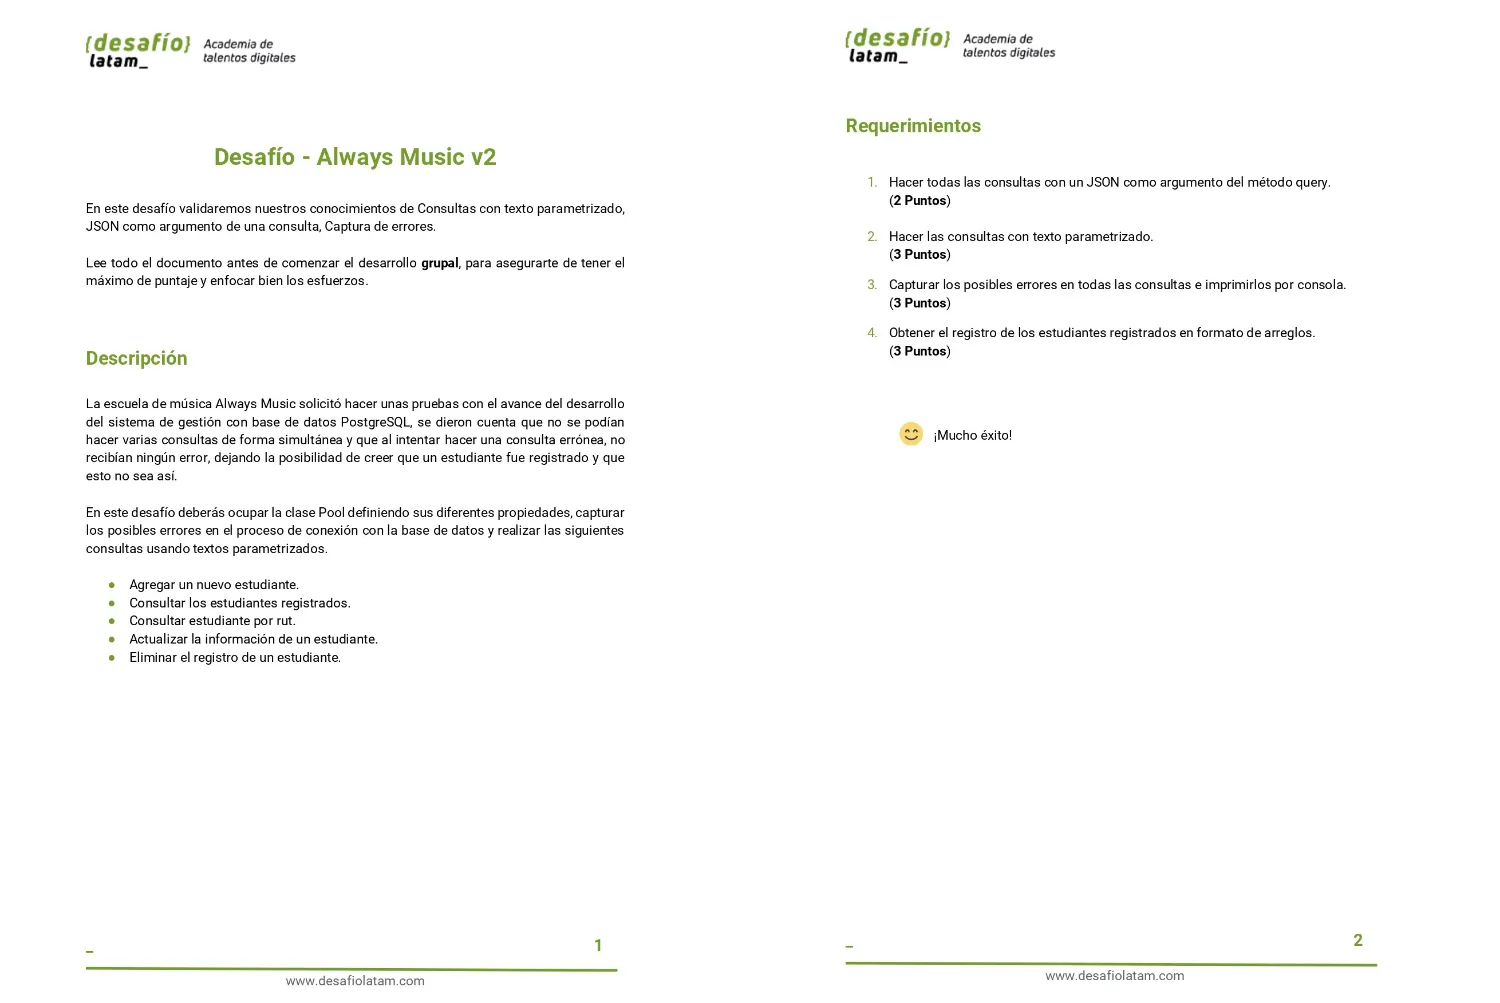 {desafío}
latam_
Academia de
talentos digitales
Desafío - Always Music v2
En este desafío validaremos nuestros conocimientos de Consultas con texto parametrizado,
JSON como argumento de una consulta, Captura de errores.
Lee todo el documento antes de comenzar el desarrollo grupal, para asegurarte de tener el
máximo de puntaje y enfocar bien los esfuerzos.
Descripción
La escuela de música Always Music solicitó hacer unas pruebas con el avance del desarrollo
del sistema de gestión con base de datos PostgreSQL, se dieron cuenta que no se podían
hacer varias consultas de forma simultánea y que al intentar hacer una consulta errónea, no
recibían ningún error, dejando la posibilidad de creer que un estudiante fue registrado y que
esto no sea así.
En este desafío deberás ocupar la clase Pool definiendo sus diferentes propiedades, capturar
los posibles errores en el proceso de conexión con la base de datos y realizar las siguientes
consultas usando textos parametrizados.
● Agregar un nuevo estudiante.
● Consultar los estudiantes registrados.
● Consultar estudiante por rut.
● Actualizar la información de un estudiante.
● Eliminar el registro de un estudiante.
_ 1
www.desafiolatam.com
{desafío}
latam_
Academia de
talentos digitales
Requerimientos
1. Hacer todas las consultas con un JSON como argumento del método query.
(2 Puntos)
2. Hacer las consultas con texto parametrizado.
(3 Puntos)
3. Capturar los posibles errores en todas las consultas e imprimirlos por consola.
(3 Puntos)
4. Obtener el registro de los estudiantes registrados en formato de arreglos.
(3 Puntos)
¡Mucho éxito!
_ 2
www.desafiolatam.com